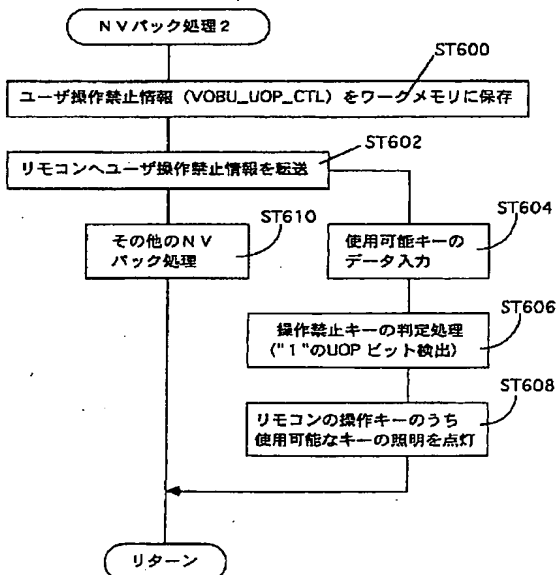 NVパック処理2
ST600
ユーザ操作禁止情報（VOBU_UOP_CTL）をワークメモリに保存
ST602
リモコンへユーザ操作禁止情報を転送
ST610
その他のNV
パック処理
ST604
使用可能キーの
データ入力
ST606
操作禁止キーの判定処理
("1"のUOP ビット検出)
ST608
リモコンの操作キーのうち
使用可能なキーの照明を点灯
リターン